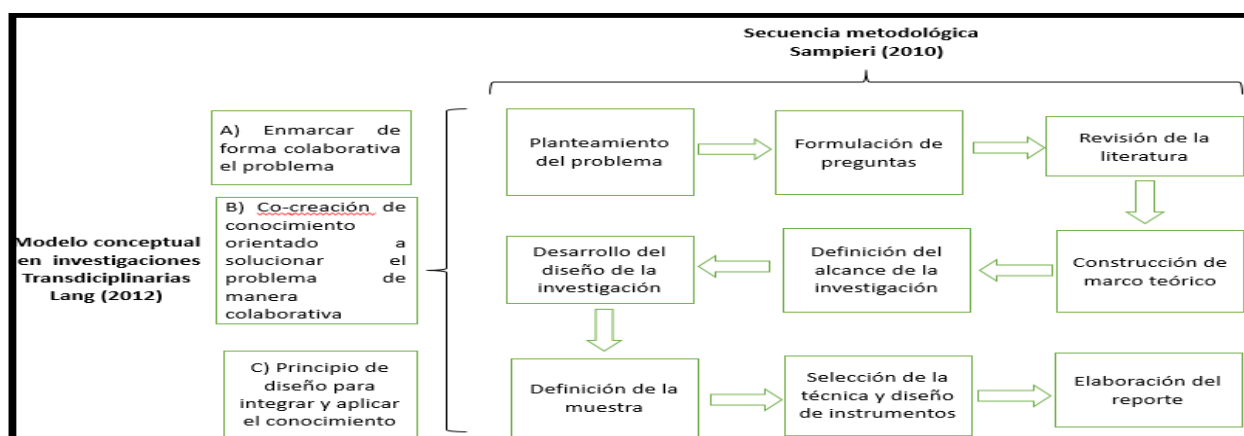 Secuencia metodológica
Sampieri (2010)
A) Enmarcar de
forma colaborativa
el problema
Planteamiento
del problema
Formulación de
preguntas
Revisión de la
literatura
Modelo conceptual
en investigaciones
Transdiciplinarias
Lang (2012)
B) Co-creación de
conocimiento
orientado a
solucionar el
problema de
manera
colaborativa
Desarrollo del
diseño de la
investigación
Definición del
alcance de la
investigación
Construcción de
marco teórico
C) Principio de
diseño para
integrar y aplicar
el conocimiento
Definición de la
muestra
Selección de la
técnica y diseño
de instrumentos
Elaboración del
reporte